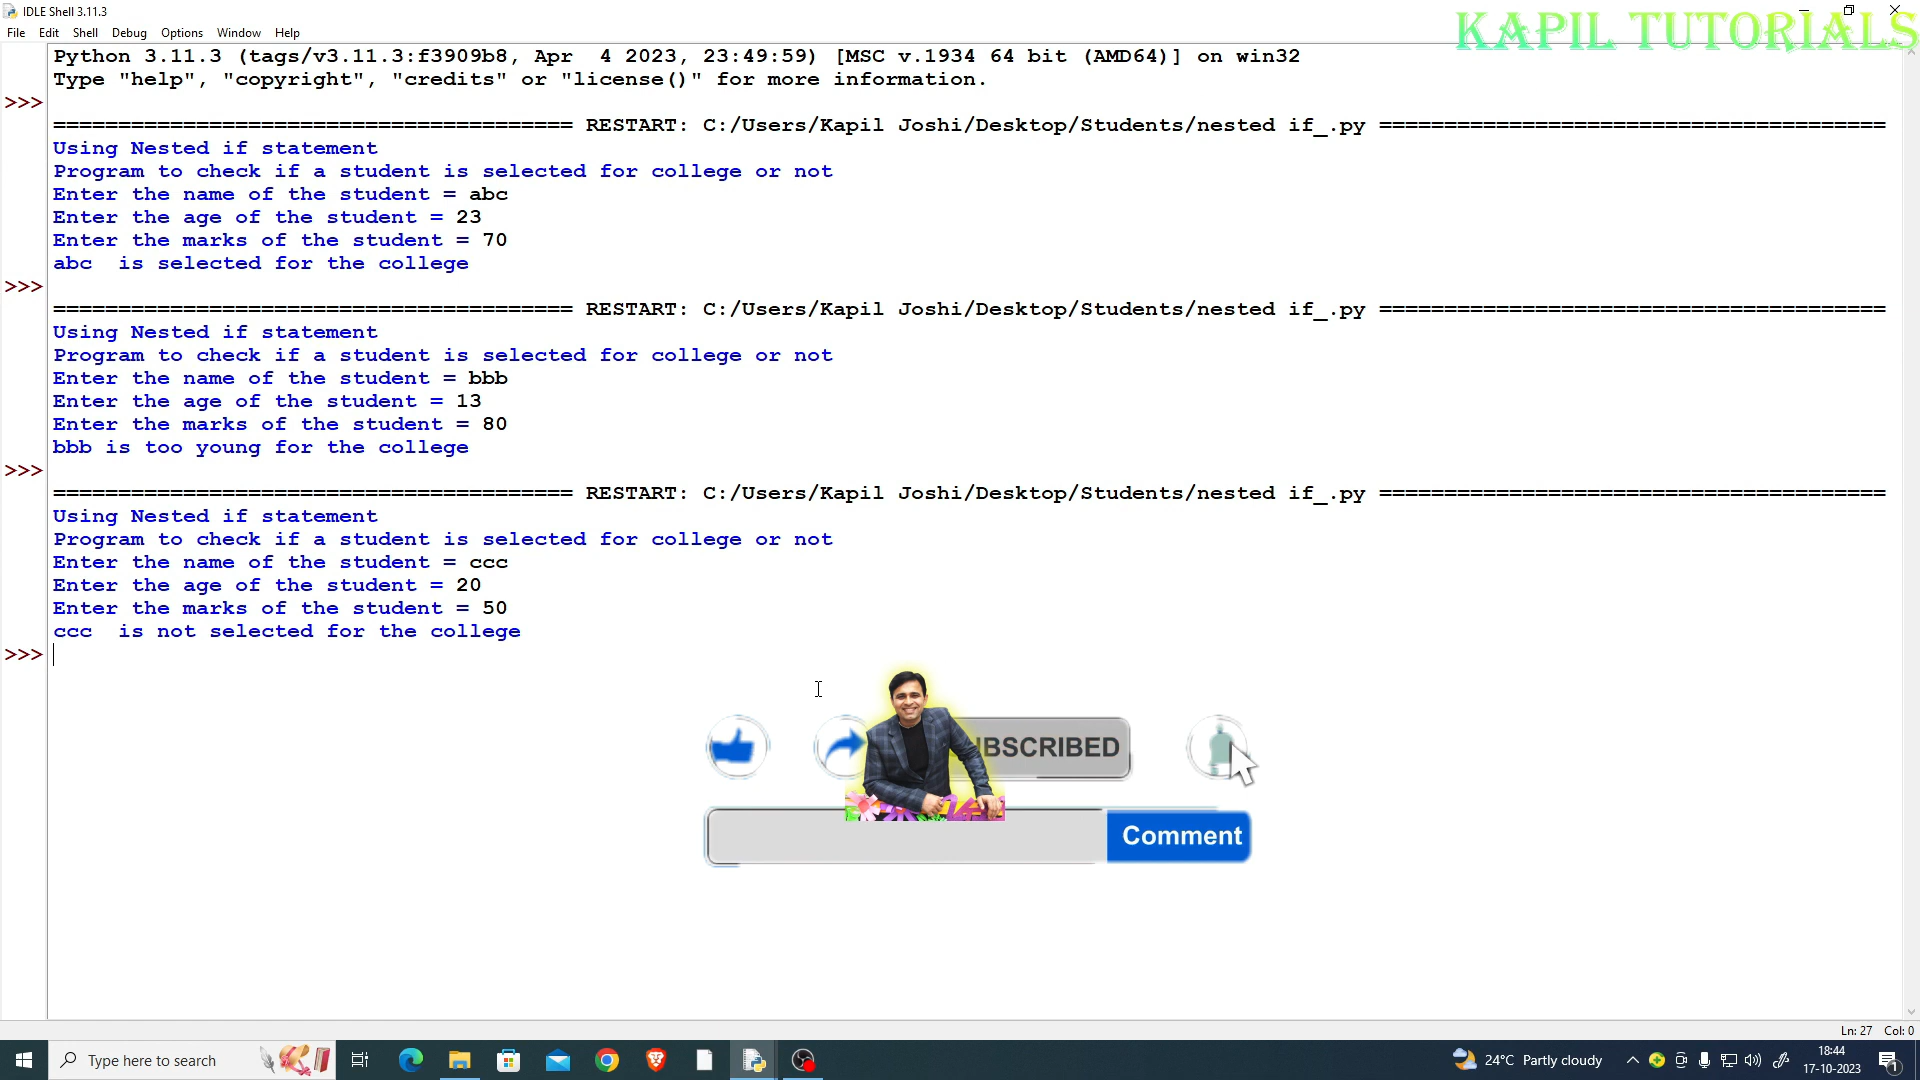 IDLE Shell 3.11.3
KAPIL TUTORIALS
File Edit Shell Debug Options Window Help
Python 3.11.3 (tags/v3.11.3:f3909b8, Apr  4 2023, 23:49:59) [MSC v.1934 64 bit (AMD64)] on win32
Type "help", "copyright", "credits" or "license()" for more information.
>>>
======================================== RESTART: C:/Users/Kapil Joshi/Desktop/Students/nested if_.py =======================================
Using Nested if statement
Program to check if a student is selected for college or not
Enter the name of the student = abc
Enter the age of the student = 23
Enter the marks of the student = 70
abc  is selected for the college
>>>
======================================== RESTART: C:/Users/Kapil Joshi/Desktop/Students/nested if_.py =======================================
Using Nested if statement
Program to check if a student is selected for college or not
Enter the name of the student = bbb
Enter the age of the student = 13
Enter the marks of the student = 80
bbb is too young for the college
>>>
======================================== RESTART: C:/Users/Kapil Joshi/Desktop/Students/nested if_.py =======================================
Using Nested if statement
Program to check if a student is selected for college or not
Enter the name of the student = ccc
Enter the age of the student = 20
Enter the marks of the student = 50
ccc  is not selected for the college
>>>
UBSCRIBED
Comment
Ln: 27 Col: 0
Type here to search
24°C Partly cloudy
18:44
17-10-2023
1